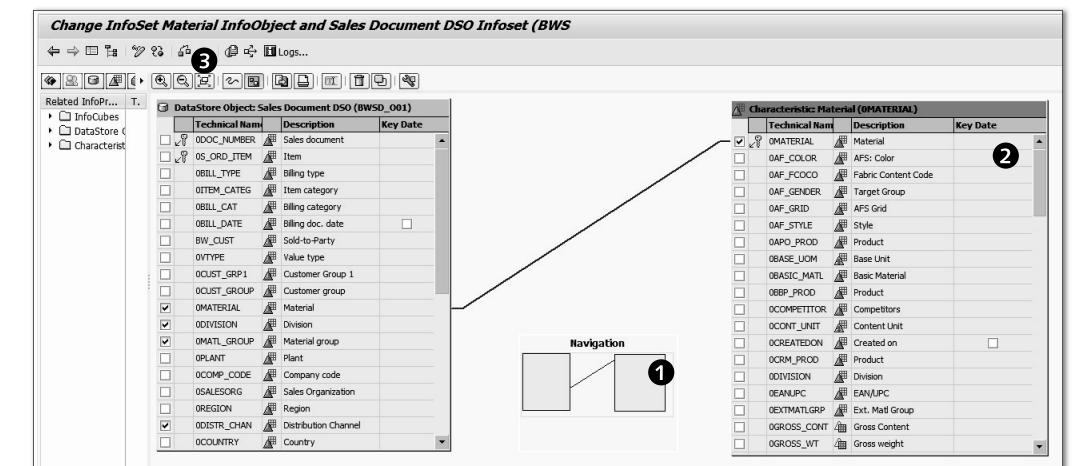 Change InfoSet Material InfoObject and Sales Document DSO Infoset (BWS
Logs...
3
Related InfoPr... T.
InfoCubes
DataStore O
Characterist
DataStore Object: Sales Document DSO (BWSD_O01)
Technical Name Description Key Date
0DOC_NUMBER Sales document
0S_ORD_ITEM Item
0BILL_TYPE Billing type
0ITEM_CATEG Item category
0BILL_CAT Billing category
0BILL_DATE Billing doc. date
BW_CUST Sold-to-Party
0VTYPE Value type
0CUST_GRP1 Customer Group 1
0CUST_GROUP Customer group
0MATERIAL Material
0DIVISION Division
0MATL_GROUP Material group
0PLANT Plant
0COMP_CODE Company code
0SALESORG Sales Organization
0REGION Region
0DISTR_CHAN Distribution Channel
0COUNTRY Country
Navigation
1
Characteristic: Material (0MATERIAL)
Technical Nam Description Key Date
0MATERIAL Material
2
0AF_COLOR AFS: Color
0AF_FCOCO Fabric Content Code
0AF_GENDER Target Group
0AF_GRID AFS Grid
0AF_STYLE Style
0APO_PROD Product
0BASE_UOM Base Unit
0BASIC_MATL Basic Material
0BBP_PROD Product
0COMPETITOR Competitors
0CONT_UNIT Content Unit
0CREATEDON Created on
0CRM_PROD Product
0DIVISION Division
0EANUPC EAN/UPC
0EXTMATLGRP Ext. Matl Group
0GROSS_CONT Gross Content
0GROSS_WT Gross weight